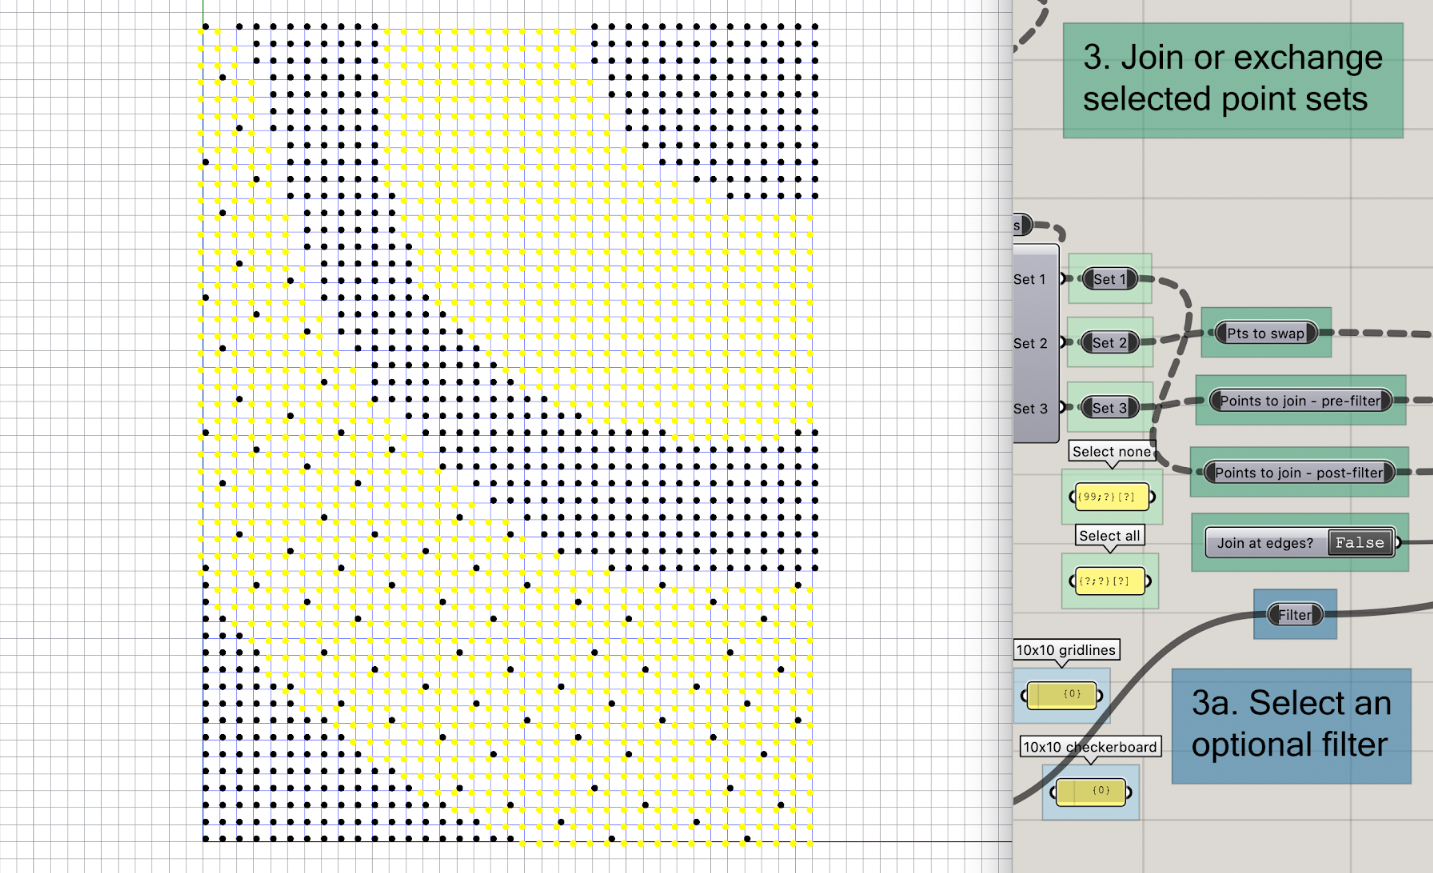 3. Join or exchange
selected point sets
s
Set 1
Set 1
Pts to swap
Set 2
Set 2
Set 3
Set 3
Points to join - pre-filter
Select none
Points to join - post-filter
{99;?}[?]
Select all
Join at edges? False
{?;?}[?]
Filter
10x10 gridlines
{0}
3a. Select an
optional filter
10x10 checkerboard
{0}